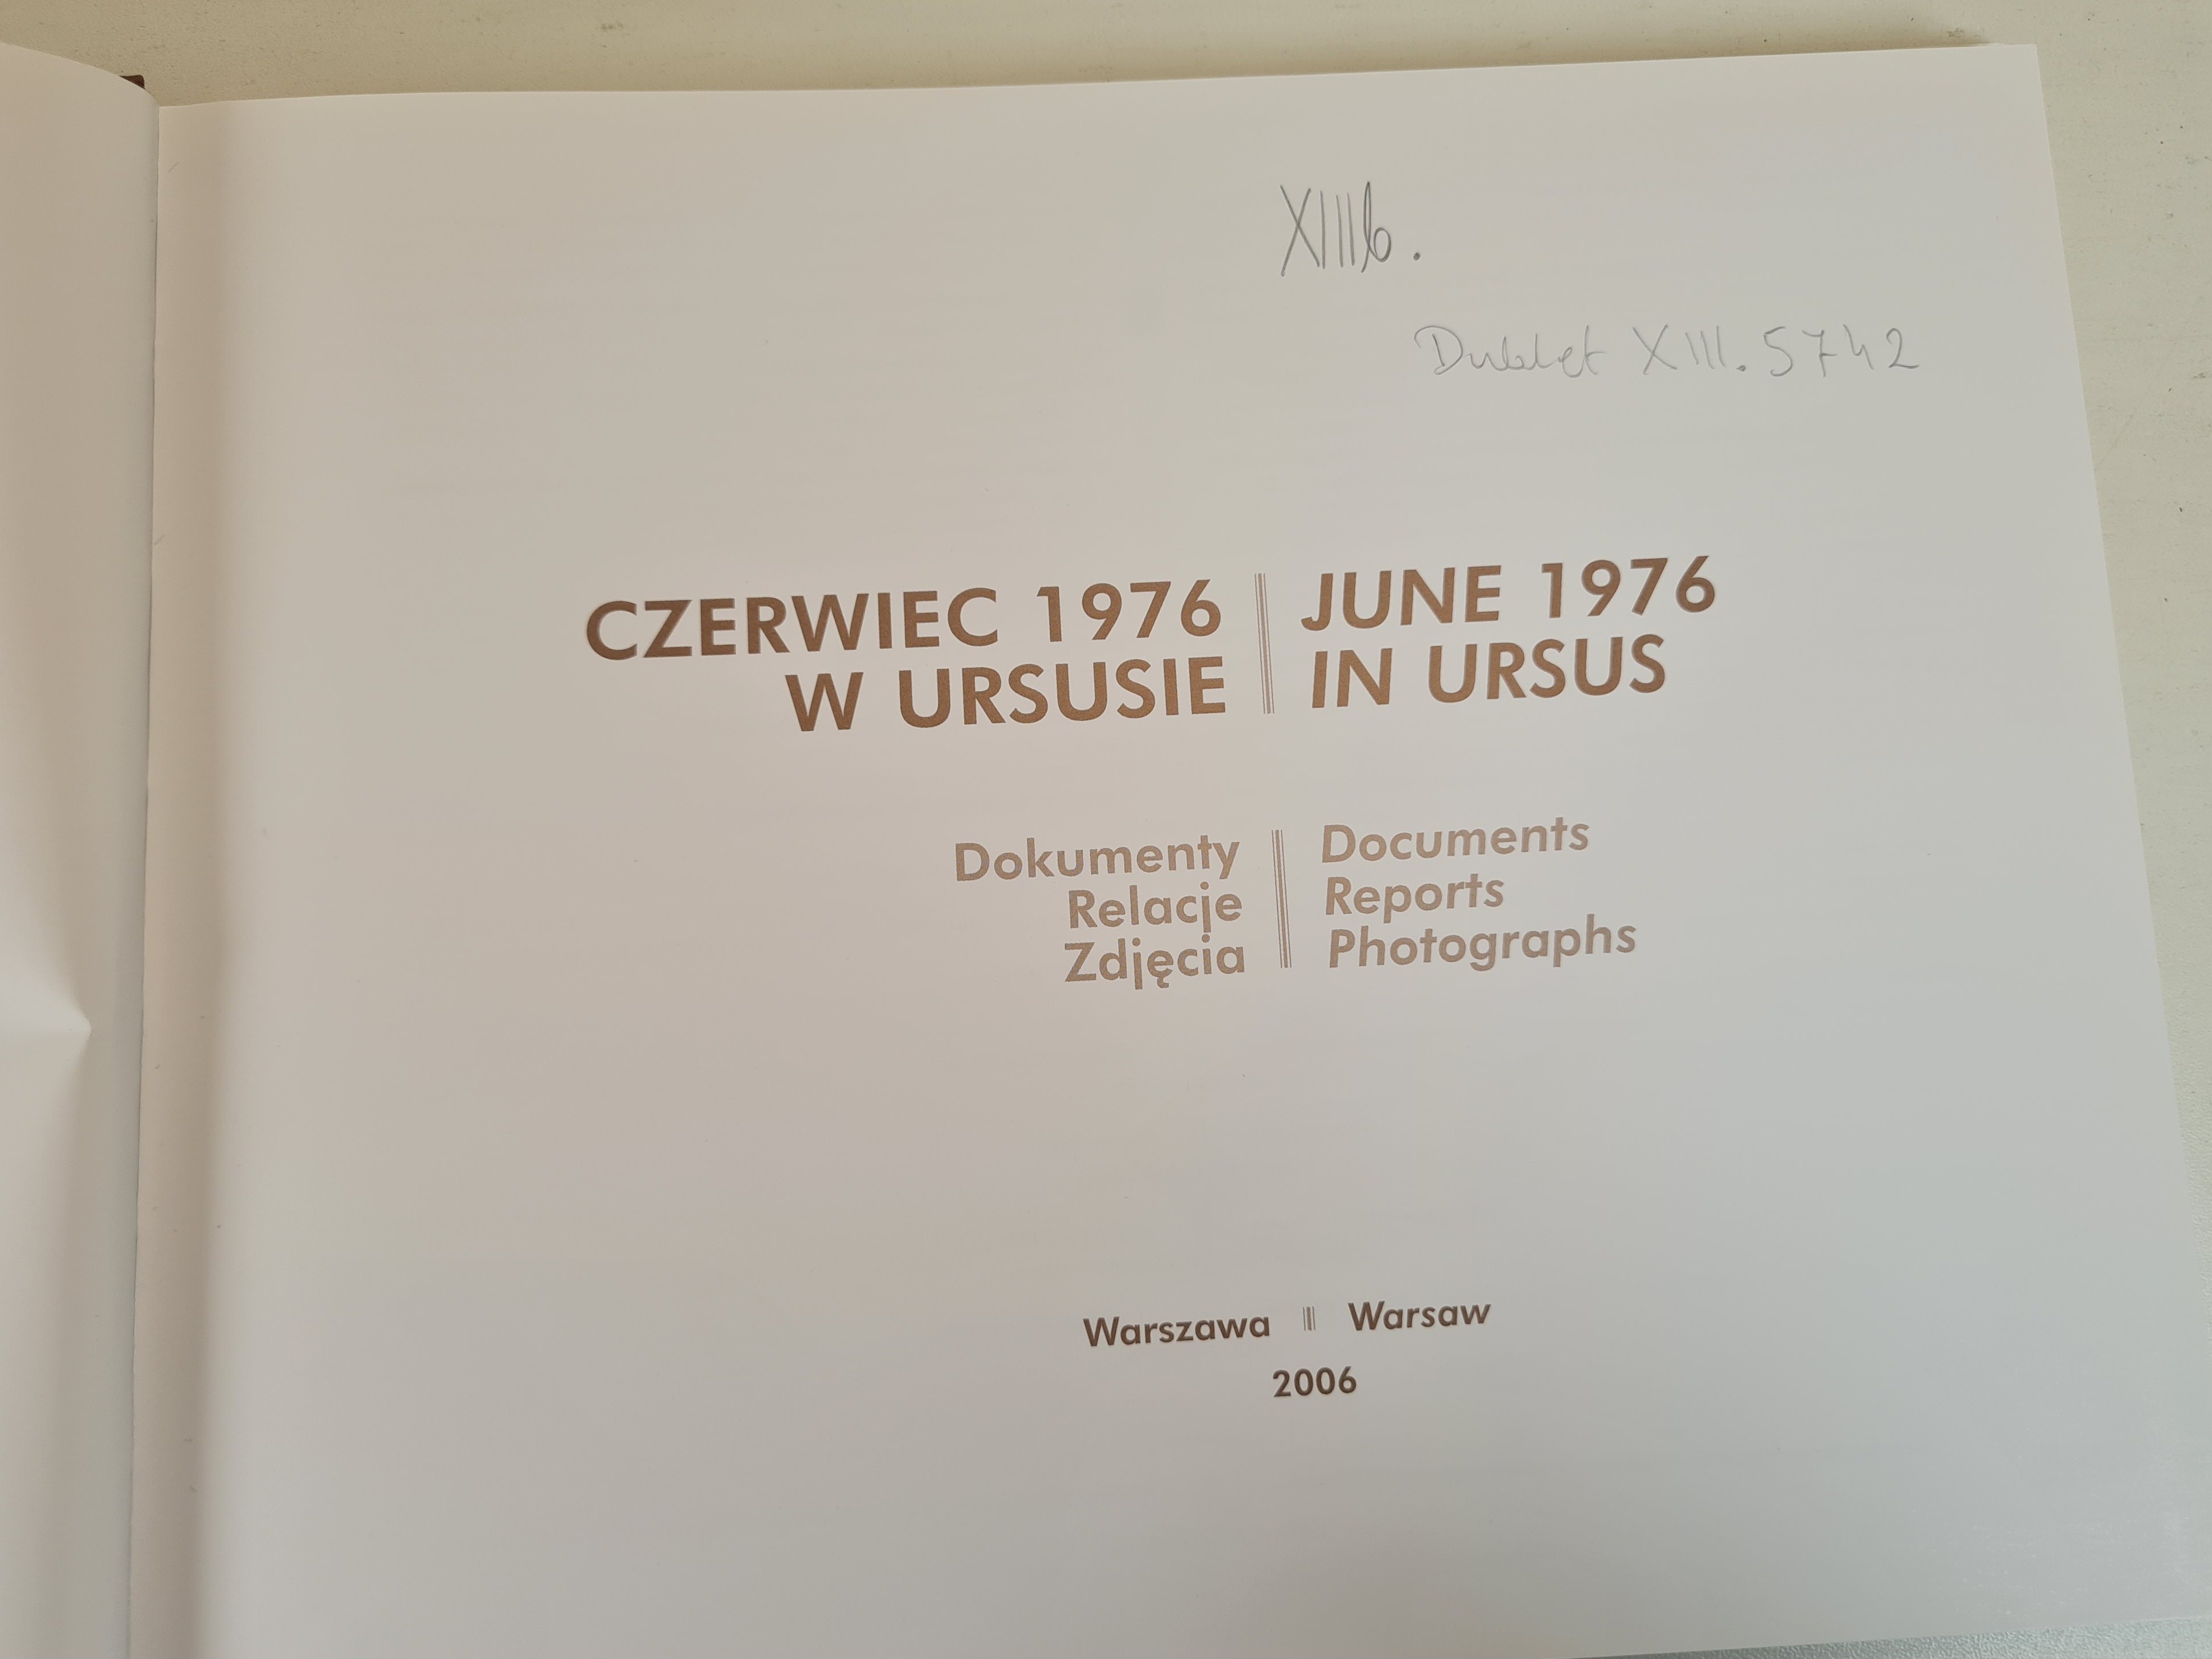 XIIIb.
Dublet XIII. 5742
CZERWIEC 1976
W URSUSIE
JUNE 1976
IN URSUS
Dokumenty
Relacje
Zdjęcia
Documents
Reports
Photographs
Warszawa Warsaw
2006